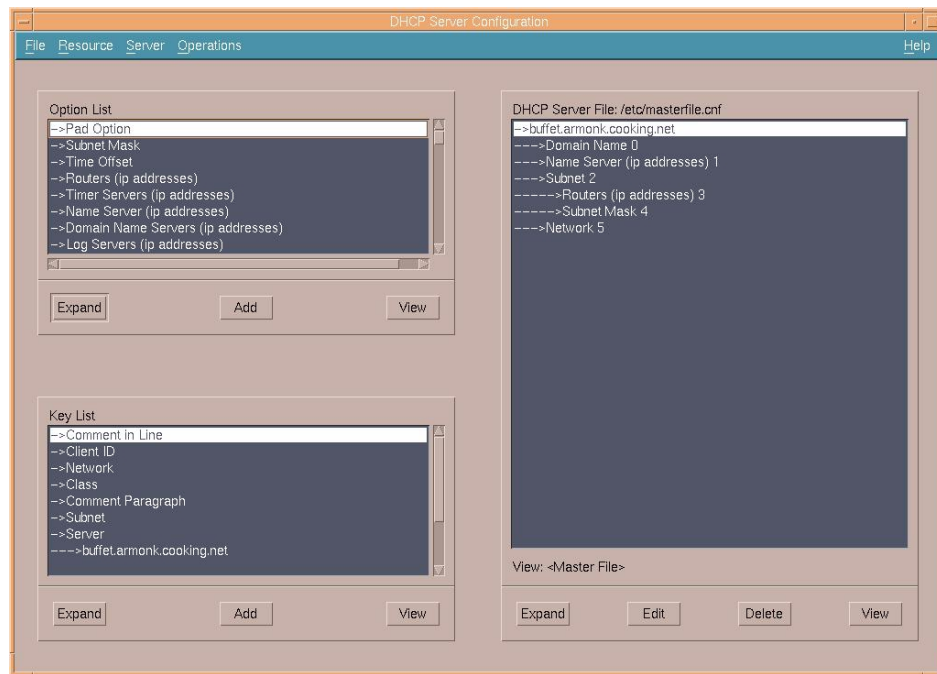 DHCP Server Configuration
File Resource Server Operations Help
Option List
->Pad Option
->Subnet Mask
->Time Offset
->Routers (ip addresses)
->Timer Servers (ip addresses)
->Name Server (ip addresses)
->Domain Name Servers (ip addresses)
->Log Servers (ip addresses)
Expand Add View
Key List
->Comment in Line
->Client ID
->Network
->Class
->Comment Paragraph
->Subnet
->Server
--->buffet.armonk.cooking.net
Expand Add View
DHCP Server File: /etc/masterfile.cnf
->buffet.armonk.cooking.net
--->Domain Name 0
--->Name Server (ip addresses) 1
--->Subnet 2
----->Routers (ip addresses) 3
----->Subnet Mask 4
--->Network 5
View: <Master File>
Expand Edit Delete View